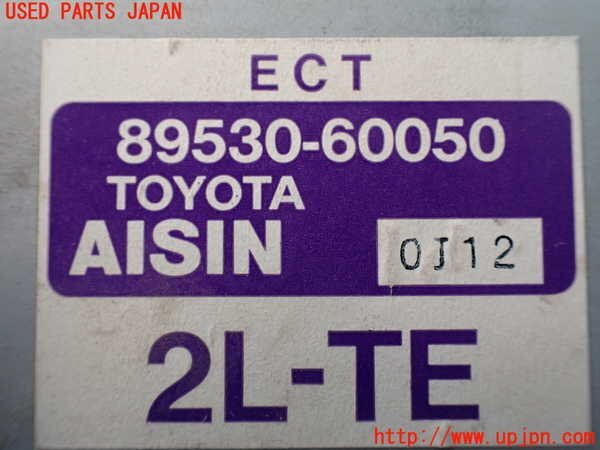 USED PARTS JAPAN
ECT
89530-60050
TOYOTA
AISIN
0J12
2L-TE
http://www.upjpn.com/